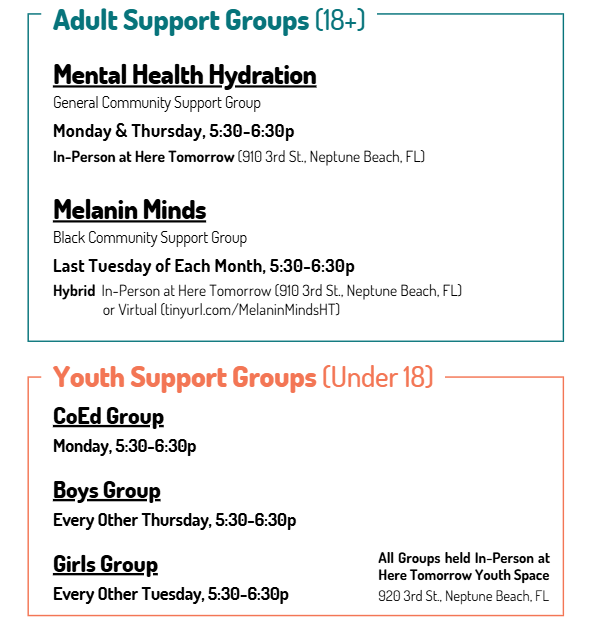 Adult Support Groups (18+)
Mental Health Hydration
General Community Support Group
Monday & Thursday, 5:30-6:30p
In-Person at Here Tomorrow (910 3rd St., Neptune Beach, FL)
Melanin Minds
Black Community Support Group
Last Tuesday of Each Month, 5:30-6:30p
Hybrid In-Person at Here Tomorrow (910 3rd St., Neptune Beach, FL)
or Virtual (tinyurl.com/MelaninMindsHT)
Youth Support Groups (Under 18)
CoEd Group
Monday, 5:30-6:30p
Boys Group
Every Other Thursday, 5:30-6:30p
Girls Group
Every Other Tuesday, 5:30-6:30p
All Groups held In-Person at
Here Tomorrow Youth Space
920 3rd St., Neptune Beach, FL